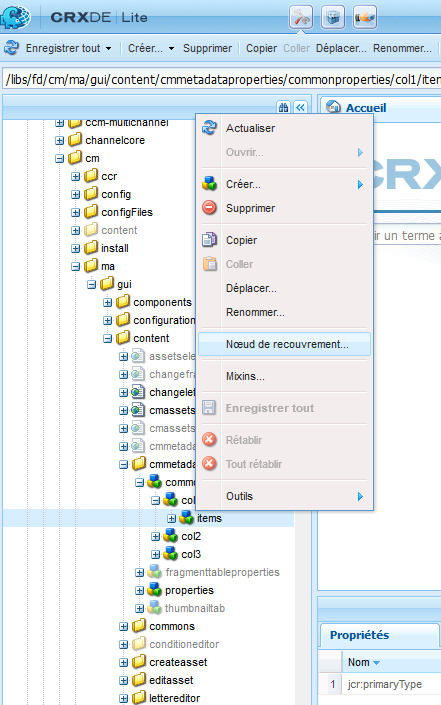 CRXDE | Lite
Enregistrer tout Créer... Supprimer Copier Coller Déplacer... Renommer...
/libs/fd/cm/ma/gui/content/cmmetadataproperties/commonproperties/col1/item
Accueil
ccm-multichannel
channelcore
cm
ccr
config
configFiles
content
install
ma
gui
components
configuration
content
assetsele
changefra
changelet
cmassets
cmassets
cmmetad
cmmetada
commo
col
items
col2
col3
fragmenttableproperties
properties
thumbnailtab
commons
conditioneditor
createasset
editasset
lettereditor
Actualiser
Ouvrir...
Créer...
Supprimer
Copier
Coller
Déplacer...
Renommer...
Nœud de recouvrement...
Mixins...
Enregistrer tout
Rétablir
Tout rétablir
Outils
CRX
ir un terme à
Propriétés
Nom
1 jcr:primaryType